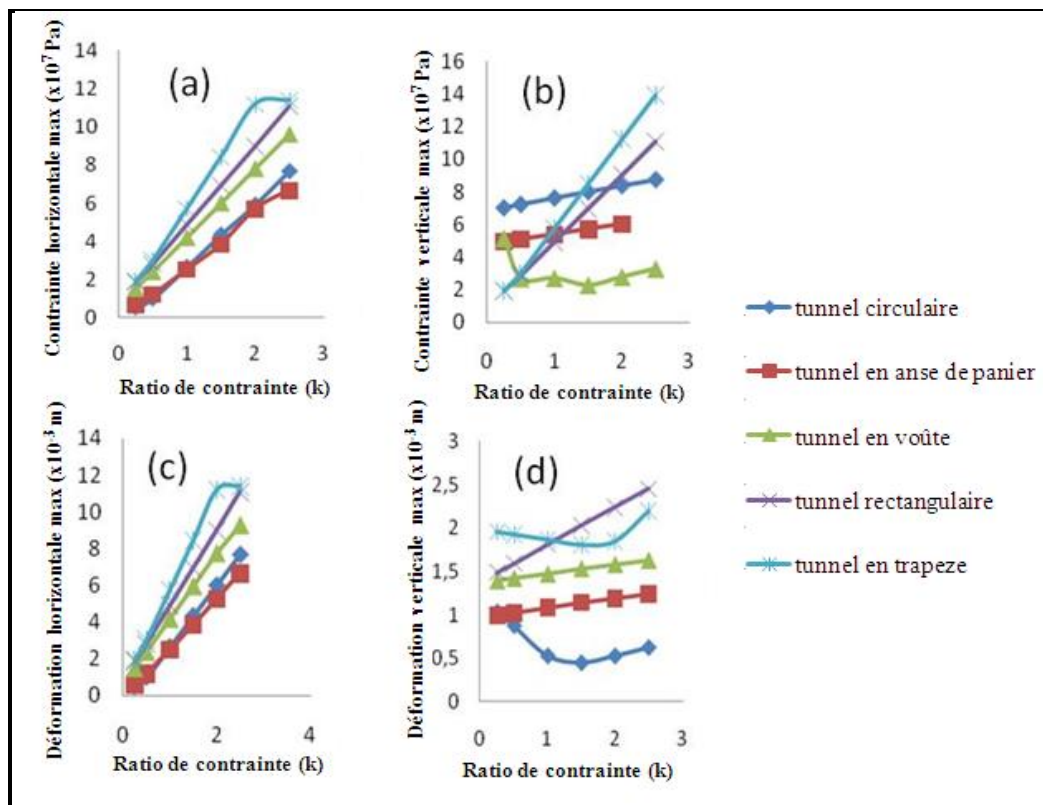 Contrainte horizontale max (x10⁷ Pa)
14
12
10
8
6
4
2
0
(a)
0 1 2 3
Ratio de contrainte (k)
Contrainte verticale max (x10⁷ Pa)
16
14
12
10
8
6
4
2
0
(b)
0 1 2 3
Ratio de contrainte (k)
Déformation horizontale max (x10⁻³ m)
14
12
10
8
6
4
2
0
(c)
0 2 4
Ratio de contrainte (k)
Déformation verticale max (x10⁻³ m)
3
2,5
2
1,5
1
0,5
0
(d)
0 1 2 3
Ratio de contrainte (k)
tunnel circulaire
tunnel en anse de panier
tunnel en voûte
tunnel rectangulaire
tunnel en trapeze